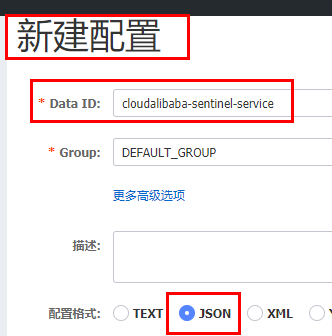 新建配置
* Data ID: cloudalibaba-sentinel-service
* Group: DEFAULT_GROUP
更多高级选项
描述:
配置格式: TEXT JSON XML